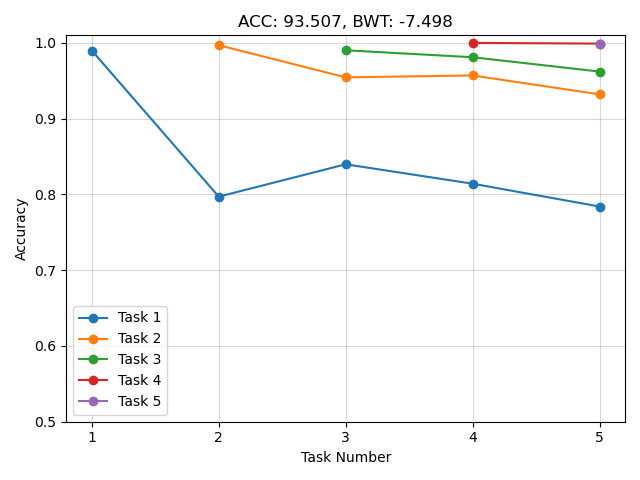 ACC: 93.507, BWT: -7.498
1.0
0.9
0.8
0.7
0.6
0.5
Accuracy
Task 1
Task 2
Task 3
Task 4
Task 5
1 2 3 4 5
Task Number